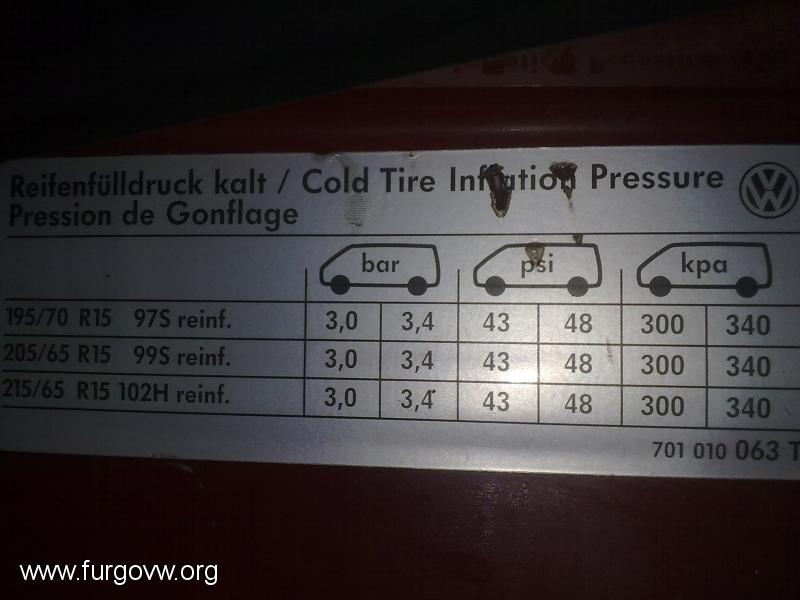 Reifenfülldruck kalt / Cold Tire Inflation Pressure
Pression de Gonflage
bar psi kpa
195/70 R15 97S reinf. 3,0 3,4 43 48 300 340
205/65 R15 99S reinf. 3,0 3,4 43 48 300 340
215/65 R15 102H reinf. 3,0 3,4 43 48 300 340
701 010 063 T
www.furgovw.org